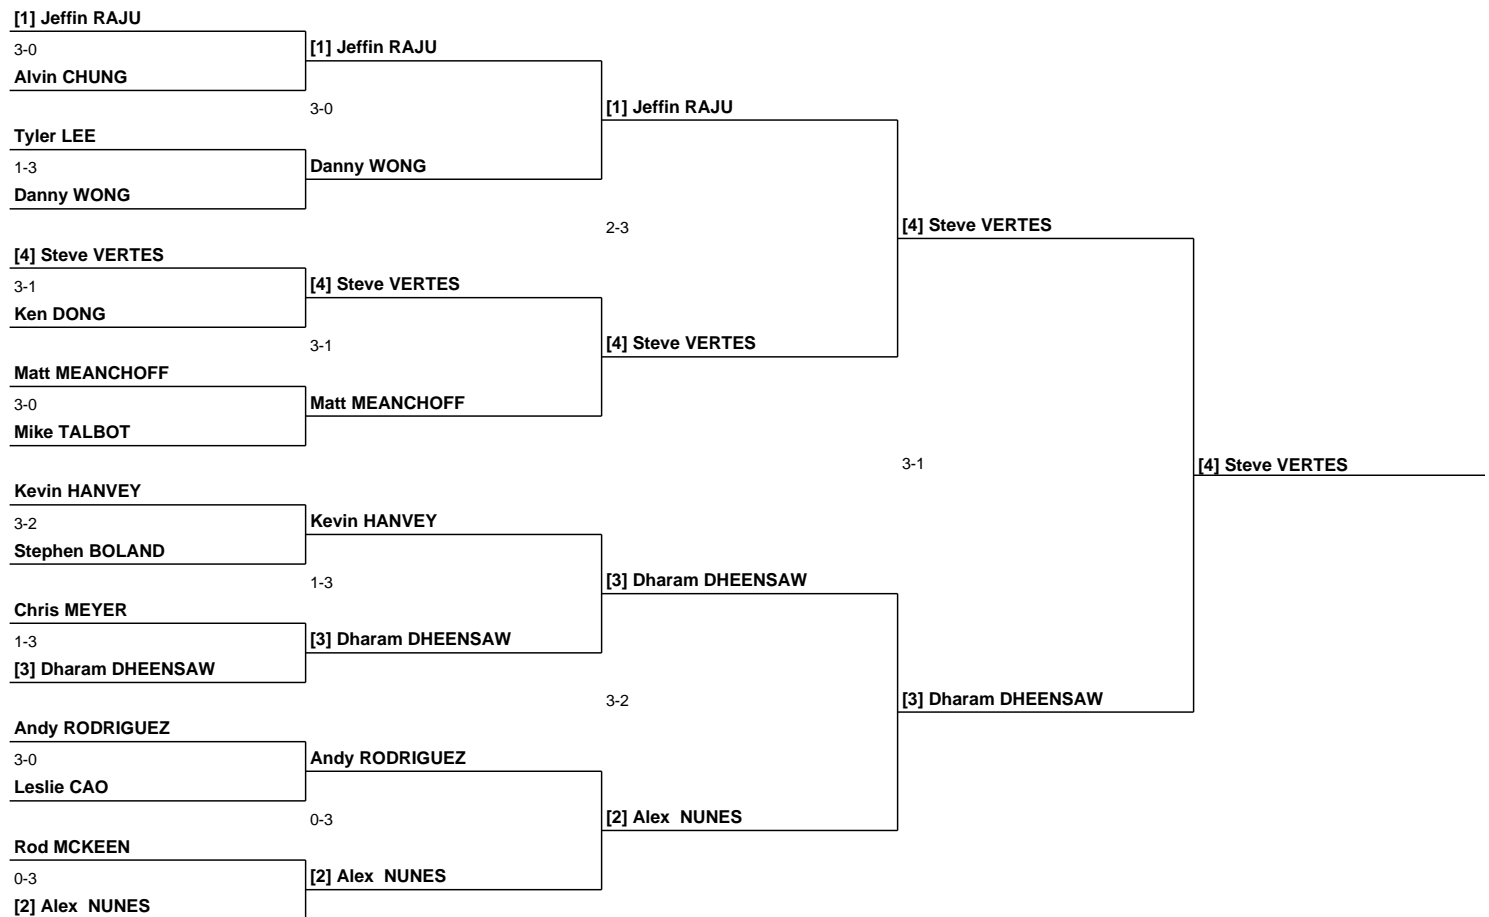 [1] Jeffin RAJU
3-0
Alvin CHUNG
Tyler LEE
1-3
Danny WONG
[4] Steve VERTES
3-1
Ken DONG
Matt MEANCHOFF
3-0
Mike TALBOT
Kevin HANVEY
3-2
Stephen BOLAND
Chris MEYER
1-3
[3] Dharam DHEENSAW
Andy RODRIGUEZ
3-0
Leslie CAO
Rod MCKEEN
0-3
[2] Alex  NUNES
[1] Jeffin RAJU
3-0
Danny WONG
[4] Steve VERTES
3-1
Matt MEANCHOFF
Kevin HANVEY
1-3
[3] Dharam DHEENSAW
Andy RODRIGUEZ
0-3
[2] Alex  NUNES
[1] Jeffin RAJU
2-3
[4] Steve VERTES
[3] Dharam DHEENSAW
3-2
[2] Alex  NUNES
[4] Steve VERTES
3-1
[3] Dharam DHEENSAW
[4] Steve VERTES